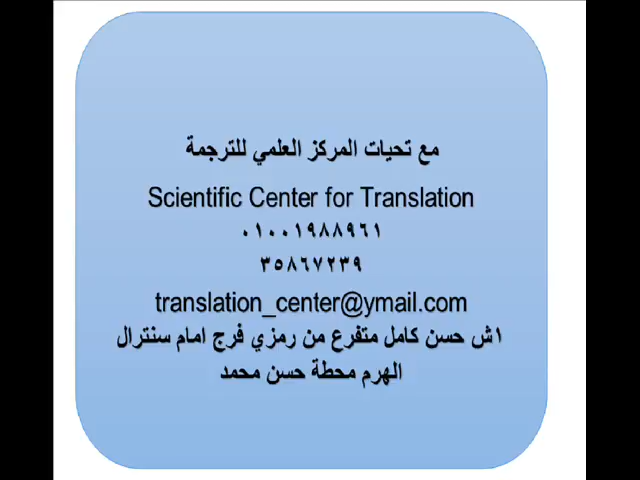 مع تحيات المركز العلمي للترجمة
Scientific Center for Translation
٠١٠٠١٩٨٨٩٦١
٣٥٨٦٧٢٣٩
translation_center@ymail.com
١ش حسن كامل متفرع من رمزي فرج امام سنترال
الهرم محطة حسن محمد